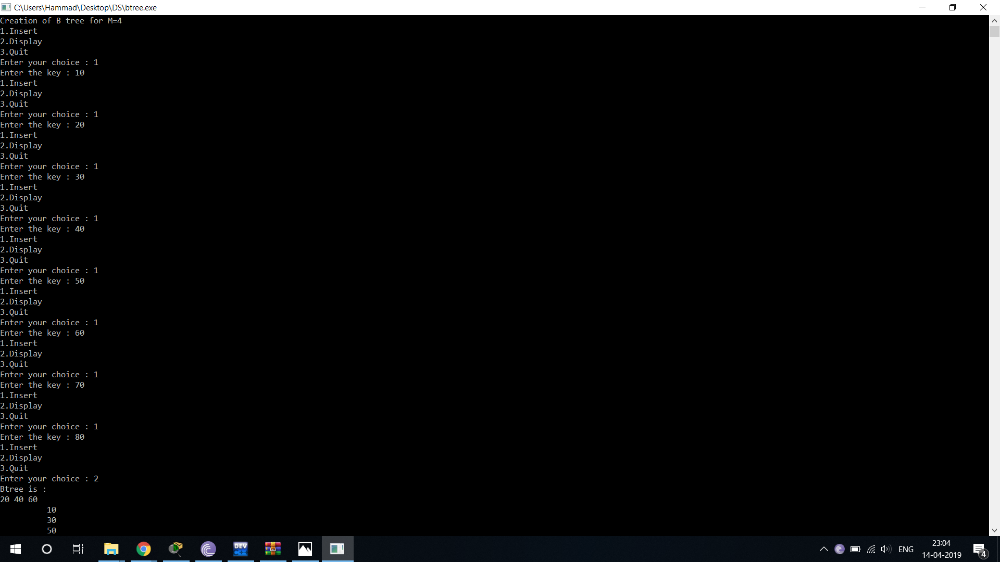 C:\Users\Hammad\Desktop\DS\btree.exe
Creation of B tree for M=4
1.Insert
2.Display
3.Quit
Enter your choice : 1
Enter the key : 10
1.Insert
2.Display
3.Quit
Enter your choice : 1
Enter the key : 20
1.Insert
2.Display
3.Quit
Enter your choice : 1
Enter the key : 30
1.Insert
2.Display
3.Quit
Enter your choice : 1
Enter the key : 40
1.Insert
2.Display
3.Quit
Enter your choice : 1
Enter the key : 50
1.Insert
2.Display
3.Quit
Enter your choice : 1
Enter the key : 60
1.Insert
2.Display
3.Quit
Enter your choice : 1
Enter the key : 70
1.Insert
2.Display
3.Quit
Enter your choice : 1
Enter the key : 80
1.Insert
2.Display
3.Quit
Enter your choice : 2
Btree is :
20 40 60
10
30
50
DEV
C++
ENG
23:04
14-04-2019
4